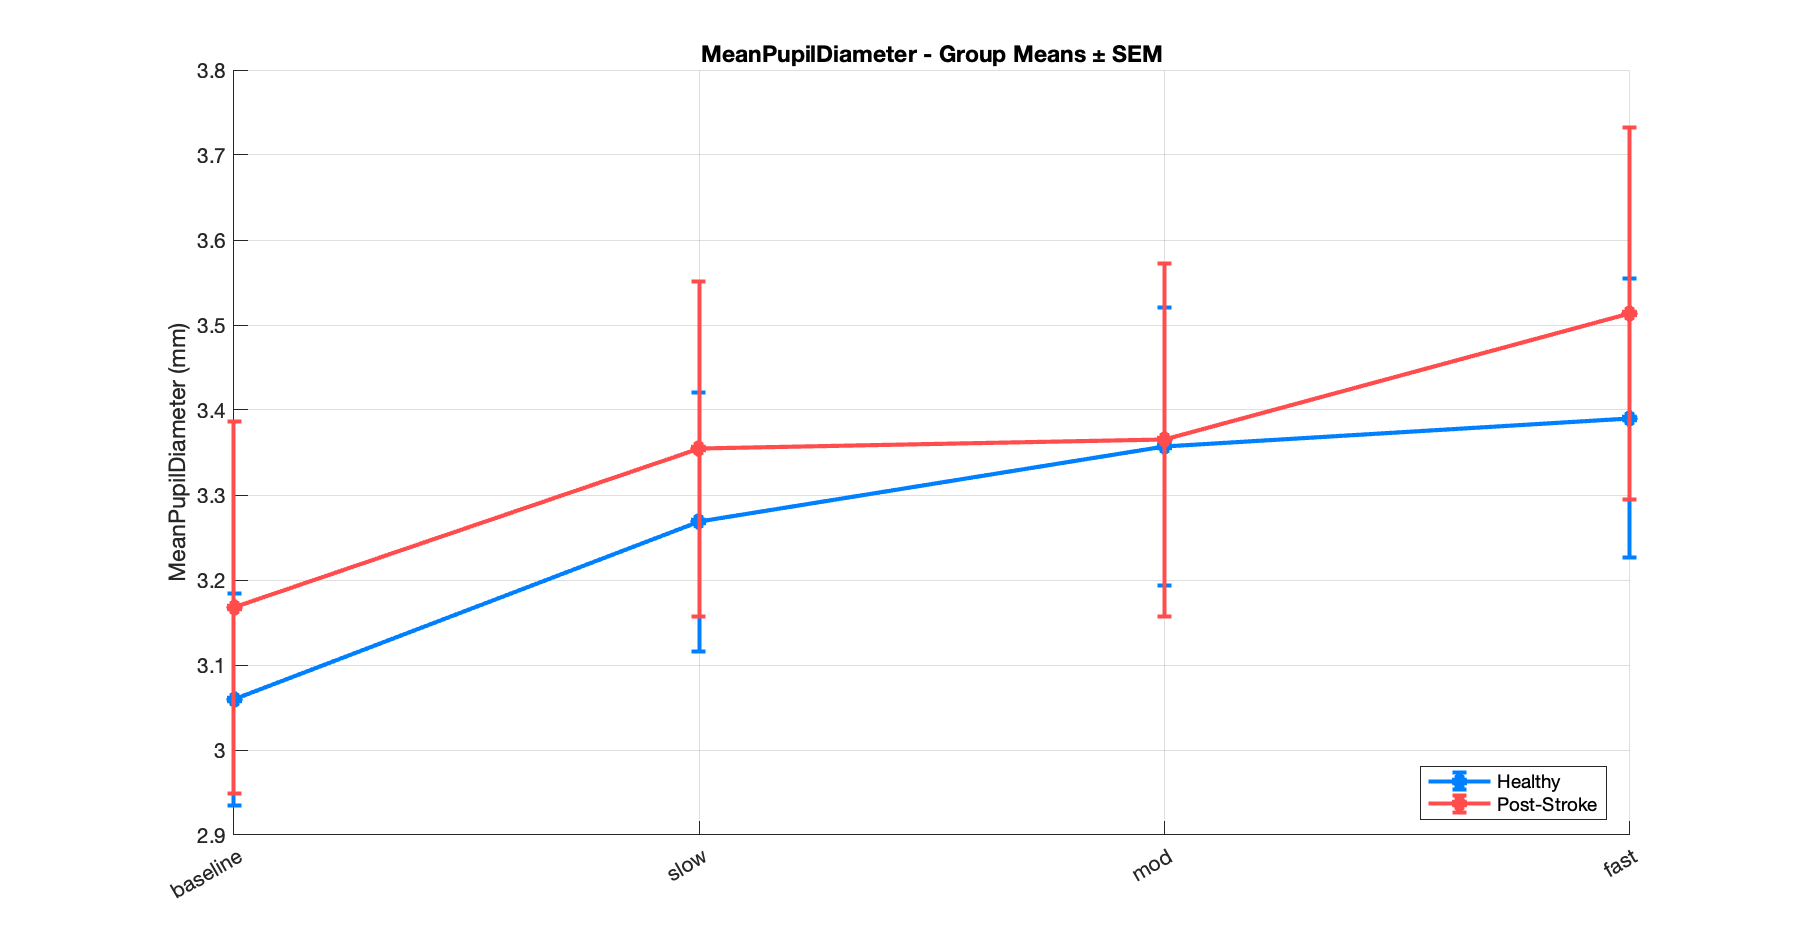 MeanPupilDiameter - Group Means ± SEM
MeanPupilDiameter (mm)
3.8
3.7
3.6
3.5
3.4
3.3
3.2
3.1
3
2.9
baseline
slow
mod
fast
Healthy
Post-Stroke